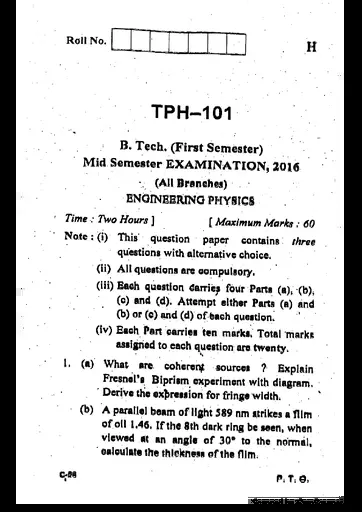 Roll No.
H
TPH–101
B. Tech. (First Semester)
Mid Semester EXAMINATION, 2016
(All Branches)
ENGINEERING PHYSICS
Time : Two Hours ] [ Maximum Marks : 60
Note : (i) This question paper contains three
questions with alternative choice.
(ii) All questions are compulsory.
(iii) Each question carries four Parts (a), (b),
(c) and (d). Attempt either Parts (a) and
(b) or (c) and (d) of each question.
(iv) Each Part carries ten marks. Total marks
assigned to each question are twenty.
1. (a) What are coherent sources ? Explain
Fresnel's Biprism experiment with diagram.
Derive the expression for fringe width.
(b) A parallel beam of light 589 nm strikes a film
of oil 1.46. If the 8th dark ring be seen, when
viewed at an angle of 30° to the normal,
calculate the thickness of the film.
P. T. O.